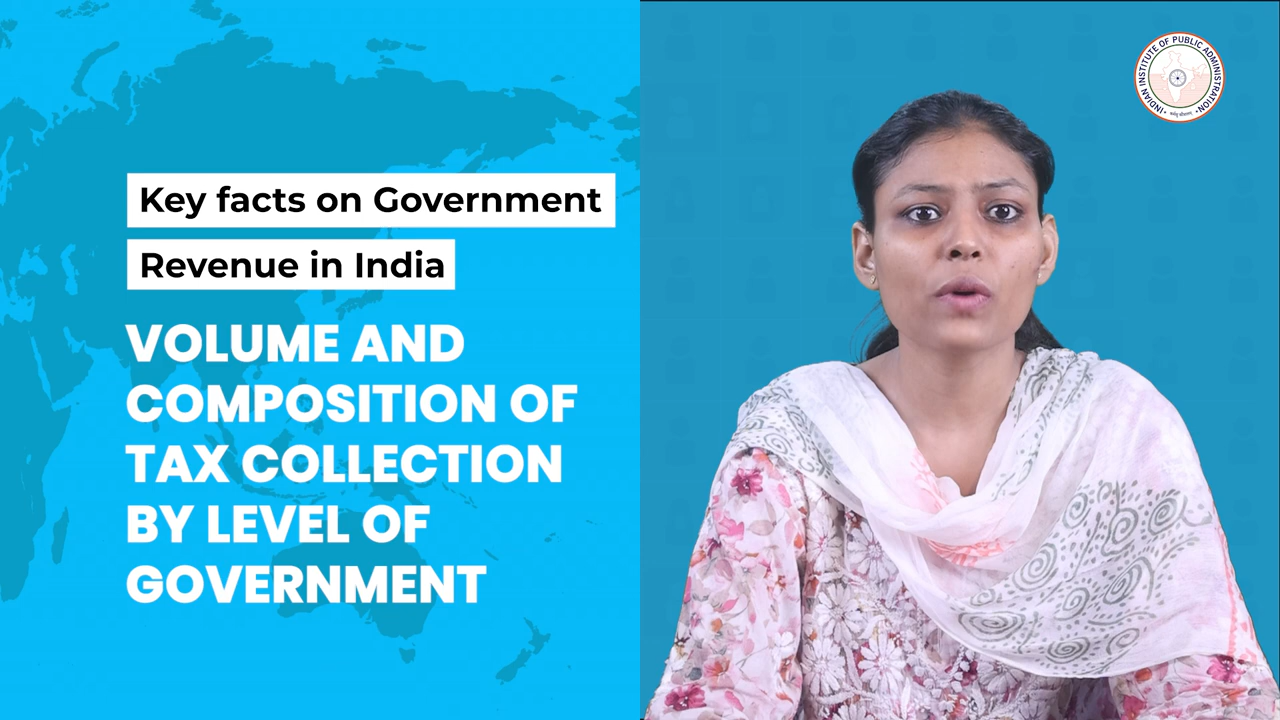 Key facts on Government
Revenue in India
VOLUME AND
COMPOSITION OF
TAX COLLECTION
BY LEVEL OF
GOVERNMENT
INDIAN INSTITUTE OF PUBLIC ADMINISTRATION